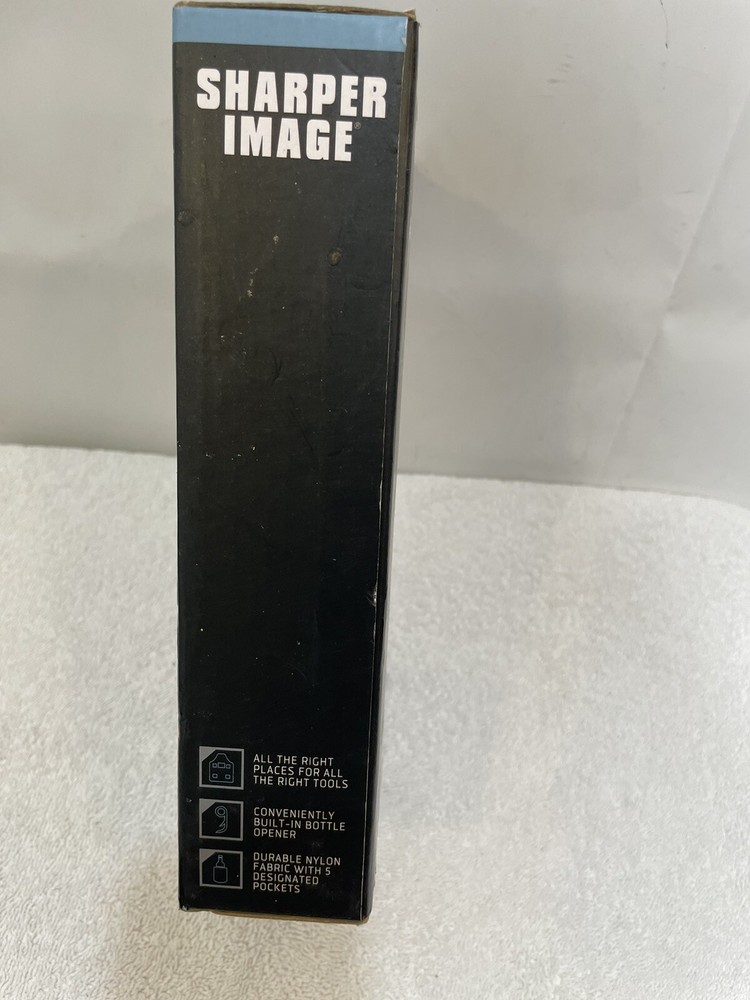 SHARPER
IMAGE®
ALL THE RIGHT
PLACES FOR ALL
THE RIGHT TOOLS
CONVENIENTLY
BUILT-IN BOTTLE
OPENER
DURABLE NYLON
FABRIC WITH 5
DESIGNATED
POCKETS